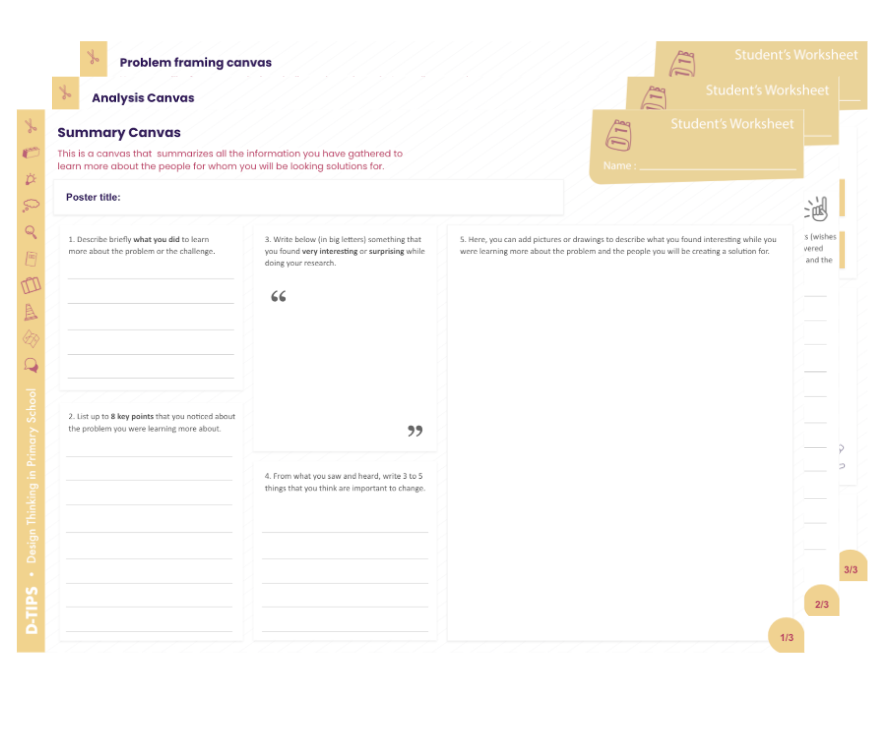 Problem framing canvas
Student's Worksheet
Analysis Canvas
Student's Worksheet
Summary Canvas
Student's Worksheet
This is a canvas that summarizes all the information you have gathered to
learn more about the people for whom you will be looking solutions for.
Name :
Poster title:
1. Describe briefly what you did to learn
more about the problem or the challenge.
2. List up to 8 key points that you noticed about
the problem you were learning more about.
3. Write below (in big letters) something that
you found very interesting or surprising while
doing your research.
“
”
4. From what you saw and heard, write 3 to 5
things that you think are important to change.
5. Here, you can add pictures or drawings to describe what you found interesting while you
were learning more about the problem and the people you will be creating a solution for.
(wishes
and the
D-TIPS • Design Thinking in Primary School
1/3
2/3
3/3